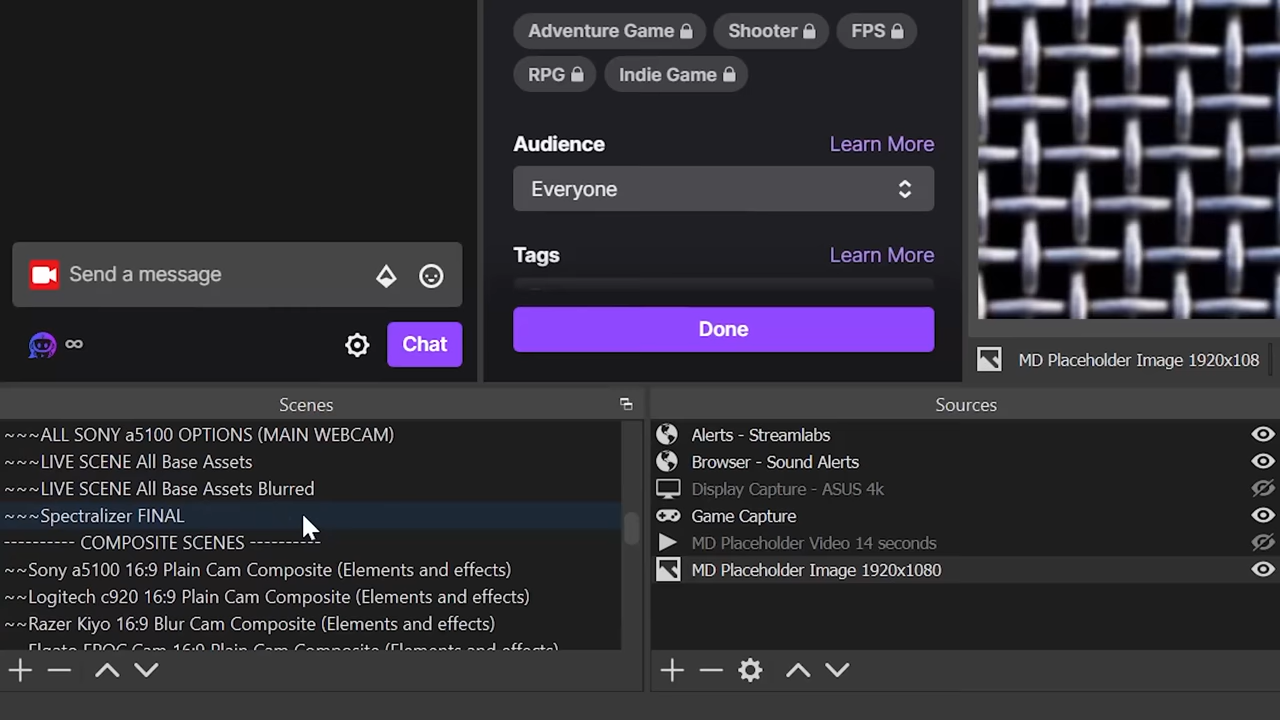 Adventure Game
Shooter
FPS
RPG
Indie Game
Audience
Learn More
Everyone
Tags
Learn More
Done
Send a message
∞
Chat
MD Placeholder Image 1920x108
Scenes
~~~ALL SONY a5100 OPTIONS (MAIN WEBCAM)
~~~LIVE SCENE All Base Assets
~~~LIVE SCENE All Base Assets Blurred
~~~Spectralizer FINAL
---------- COMPOSITE SCENES ----------
~~Sony a5100 16:9 Plain Cam Composite (Elements and effects)
~~Logitech c920 16:9 Plain Cam Composite (Elements and effects)
~~Razer Kiyo 16:9 Blur Cam Composite (Elements and effects)
Sources
Alerts - Streamlabs
Browser - Sound Alerts
Display Capture - ASUS 4k
Game Capture
MD Placeholder Video 14 seconds
MD Placeholder Image 1920x1080